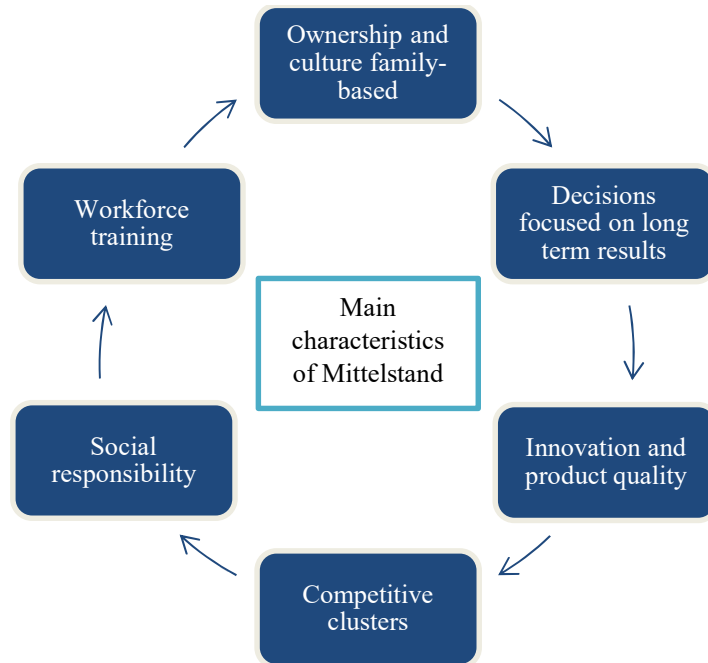 Ownership and
culture family-
based
Decisions
focused on long
term results
Innovation and
product quality
Competitive
clusters
Social
responsibility
Workforce
training
Main
characteristics
of Mittelstand